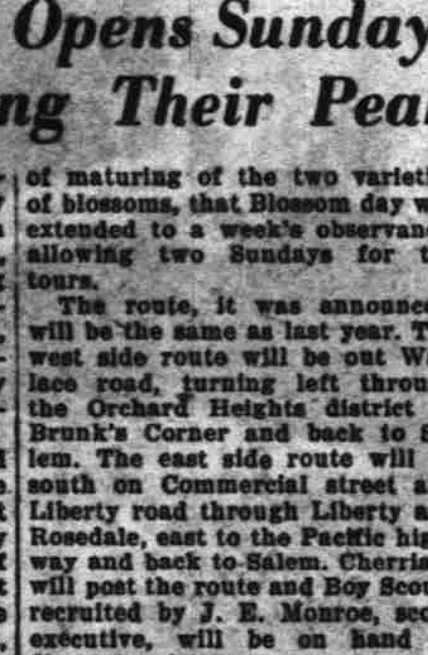 Opens Sunday
ng Their Pea
of maturing of the two varieti
of blossoms, that Blossom day w
extended to a week's observanc
allowing two Sundays for t
tours.
The route, it was announce
will be the same as last year. T
west side route will be out Wa
lace road, turning left throu
the Orchard Heights district
Brunk's Corner and back to S
lem. The east side route will
south on Commercial street a
Liberty road through Liberty a
Rosedale, east to the Pacific hig
way and back to Salem. Cherria
will post the route and Boy Scou
recruited by J. E. Monroe, sco
executive, will be on hand